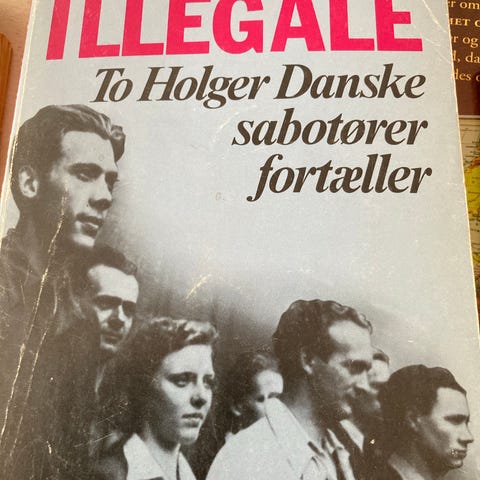 ILLEGALE
To Holger Danske
sabotører
fortæller